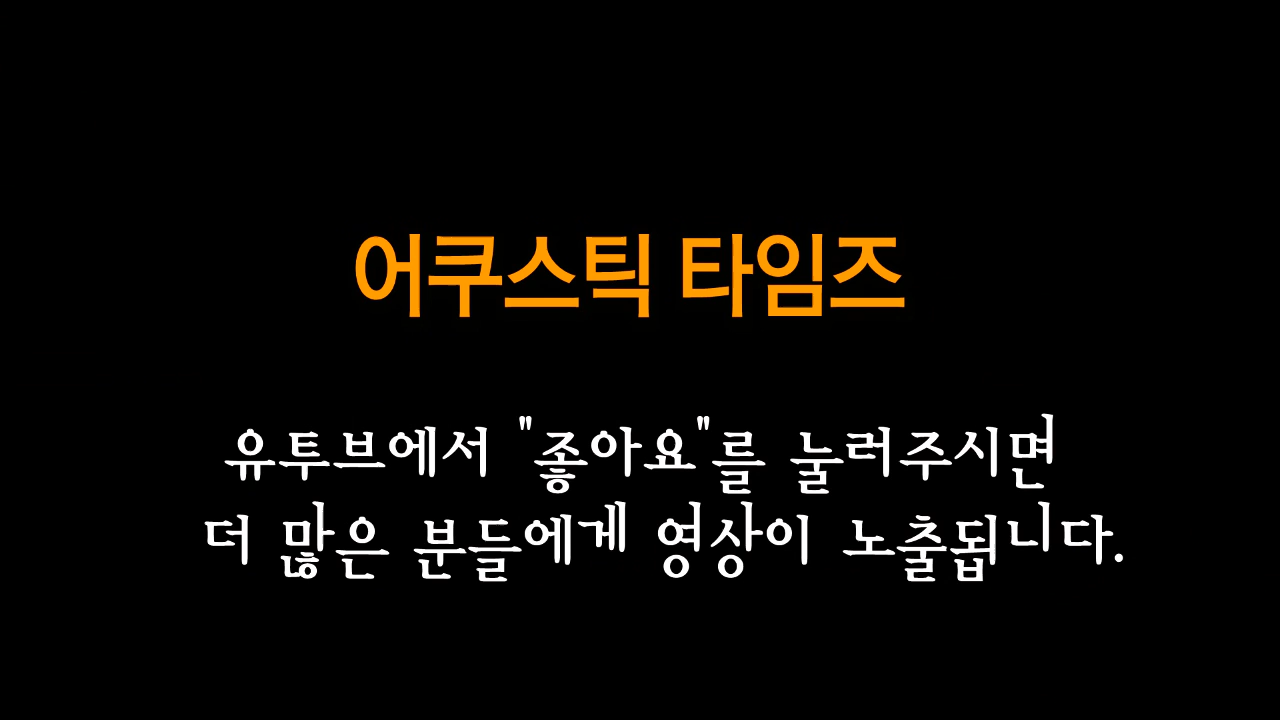 어쿠스틱 타임즈
유투브에서 "좋아요"를 눌러주시면
더 많은 분들에게 영상이 노출됩니다.